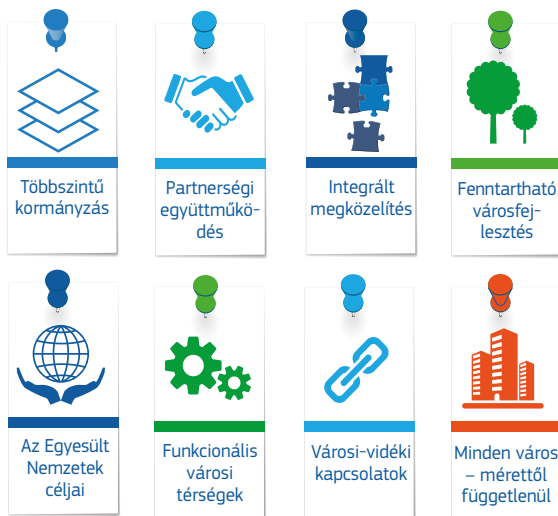 Többszintű
kormányzás
Partnerségi
együttműkö-
dés
Integrált
megközelítés
Fenntartható
városfej-
lesztés
Az Egyesült
Nemzetek
céljai
Funkcionális
városi
térségek
Városi-vidéki
kapcsolatok
Minden város
– mérettől
függetlenül